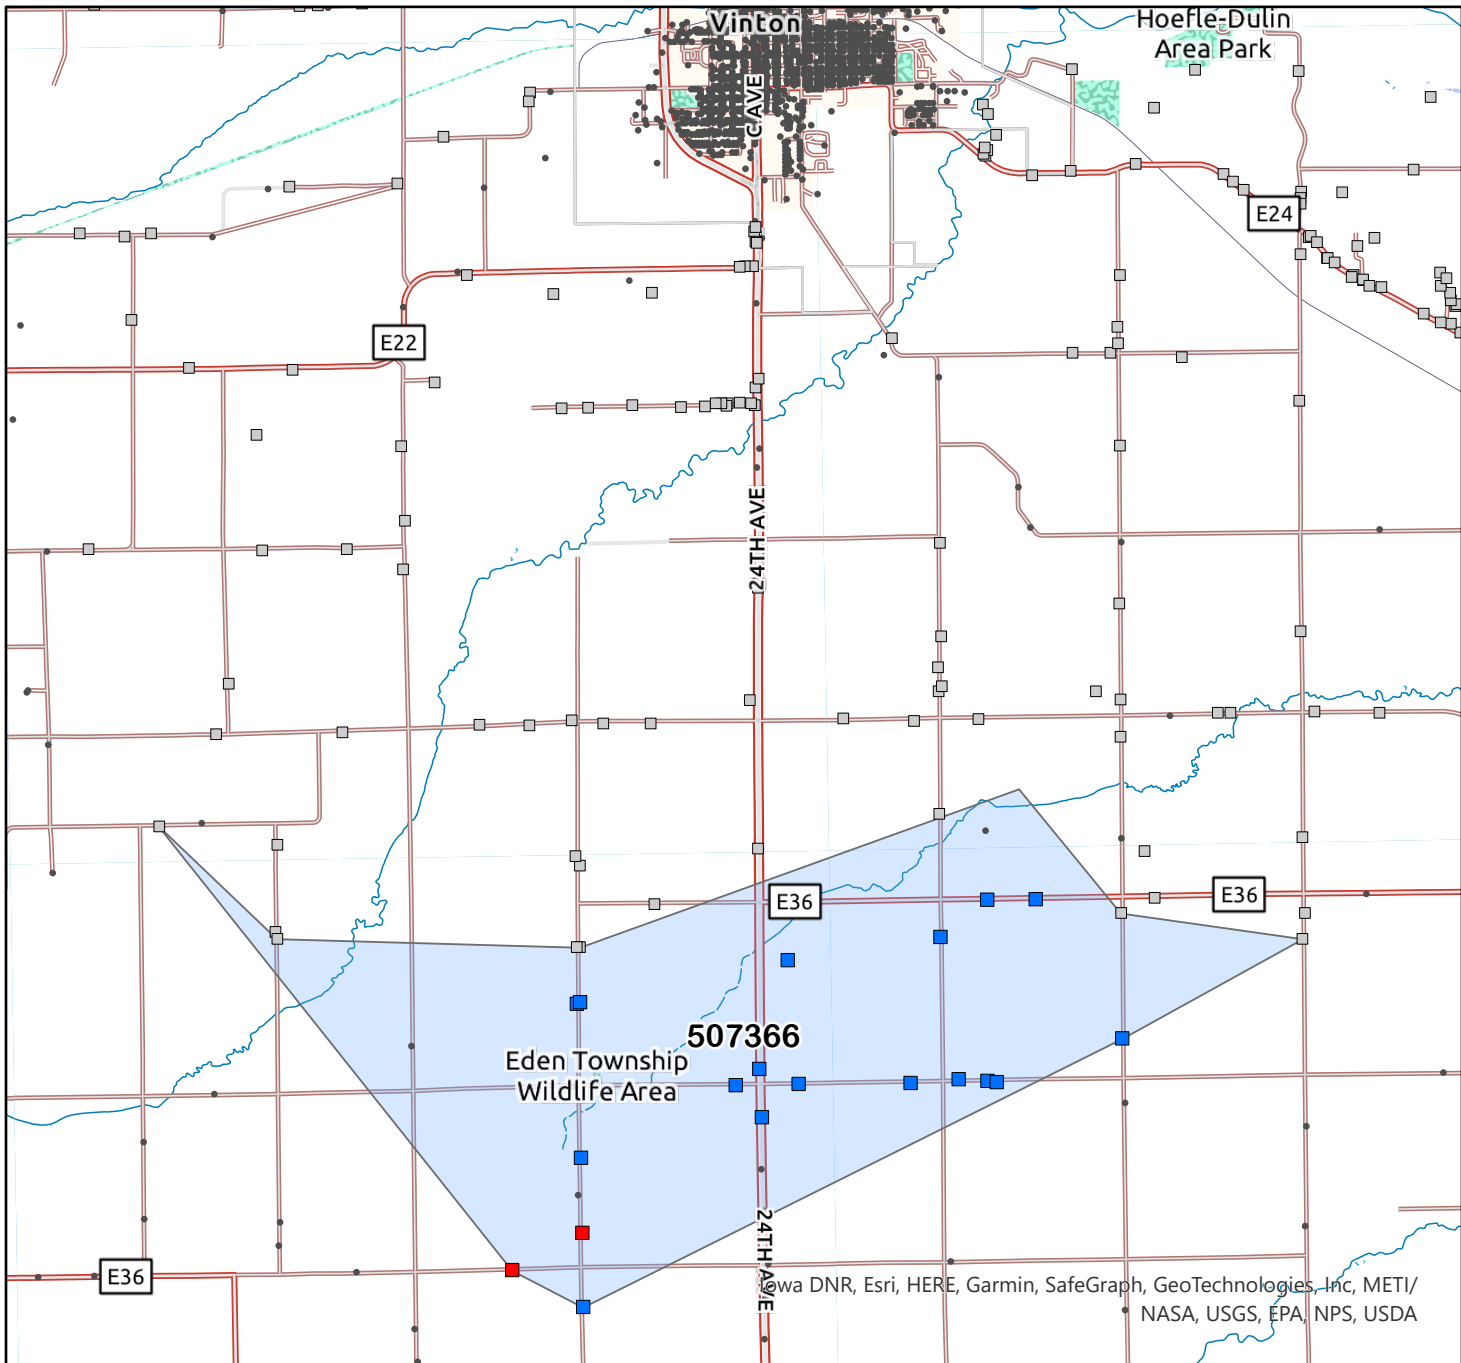 Vinton
Hoefle-Dulin
Area Park
C AVE
E24
E22
24TH AVE
E36
E36
507366
Eden Township
Wildlife Area
24TH AVE
E36
Iowa DNR, Esri, HERE, Garmin, SafeGraph, GeoTechnologies, Inc, METI/
NASA, USGS, EPA, NPS, USDA